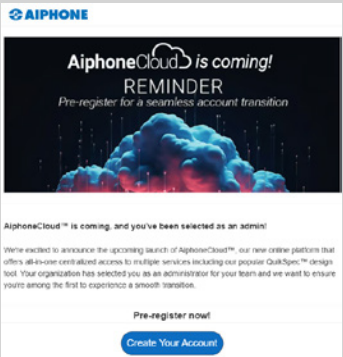 AIPHONE
AiphoneCloud is coming!
REMINDER
Pre-register for a seamless account transition
AiphoneCloud™ is coming, and you've been selected as an admin!
We're excited to announce the upcoming launch of AiphoneCloud™, our new online platform that
offers all-in-one centralized access to multiple services including our popular QuikSpec™ design
tool. Your organization has selected you as an administrator for your team and we want to ensure
you're among the first to experience a smooth transition.
Pre-register now!
Create Your Account